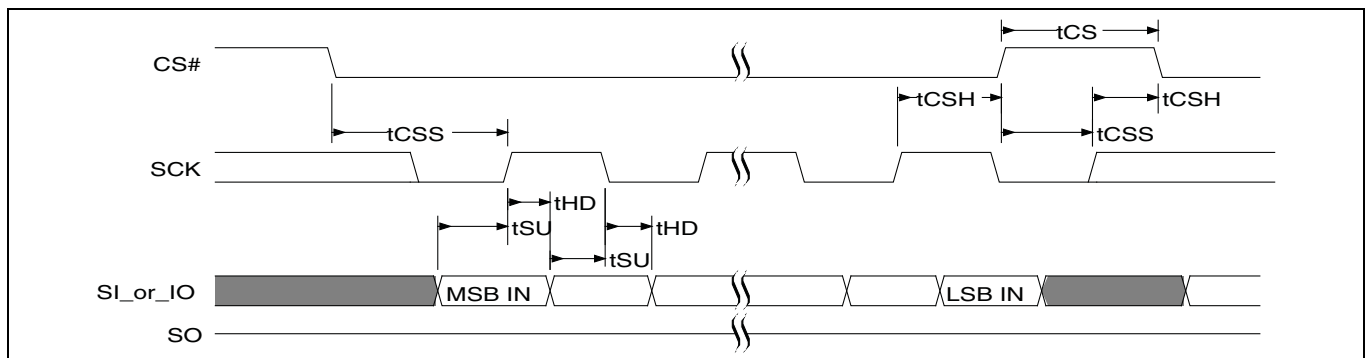 tCS
CS#
tCSH
tCSH
tCSS
tCSS
SCK
tHD
tSU
tHD
tSU
SI_or_IO
MSB IN
LSB IN
SO